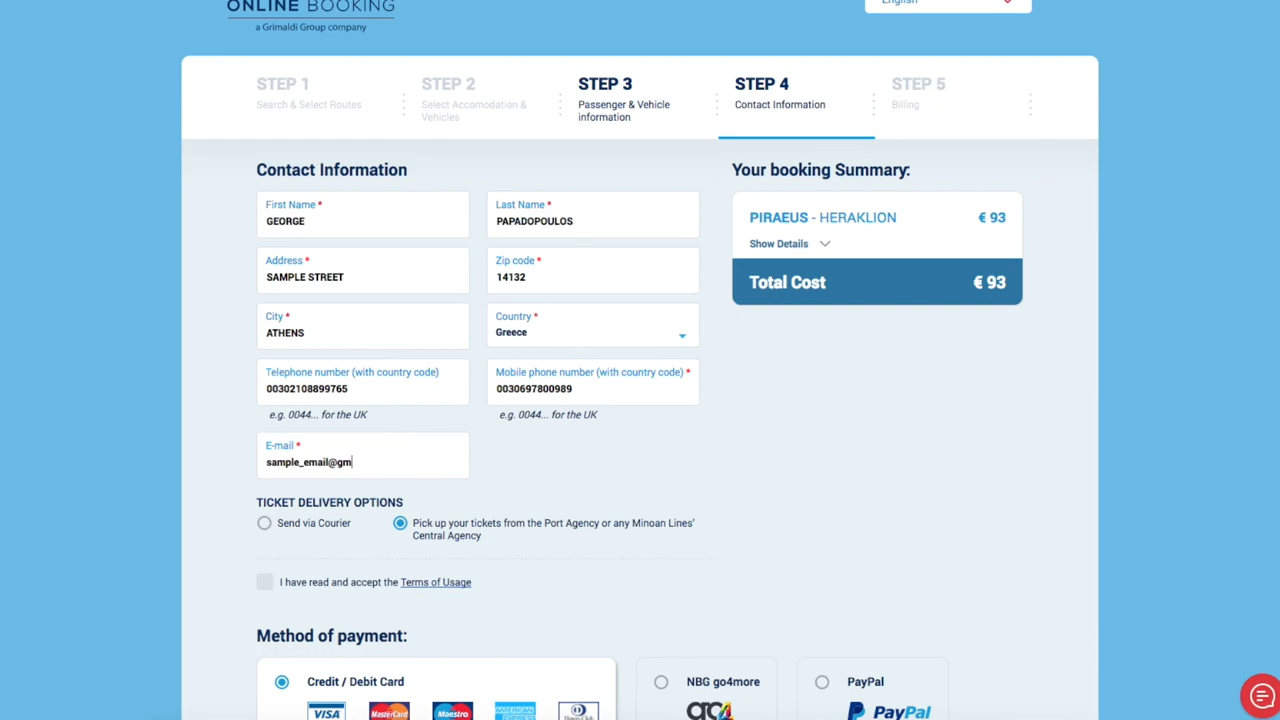 ONLINE BOOKING
a Grimaldi Group company
English
STEP 1
Search & Select Routes
STEP 2
Select Accomodation &
Vehicles
STEP 3
Passenger & Vehicle
information
STEP 4
Contact Information
STEP 5
Billing
Contact Information
First Name *
GEORGE
Last Name *
PAPADOPOULOS
Address *
SAMPLE STREET
Zip code *
14132
City *
ATHENS
Country *
Greece
Telephone number (with country code)
00302108899765
e.g. 0044... for the UK
Mobile phone number (with country code) *
0030697800989
e.g. 0044... for the UK
E-mail *
sample_email@gm
TICKET DELIVERY OPTIONS
Send via Courier
Pick up your tickets from the Port Agency or any Minoan Lines'
Central Agency
I have read and accept the Terms of Usage
Your booking Summary:
PIRAEUS - HERAKLION € 93
Show Details
Total Cost € 93
Method of payment:
Credit / Debit Card
VISA
MasterCard
Maestro
AMERICAN
EXPRESS
Diners Club
NBG go4more
go4
PayPal
PayPal